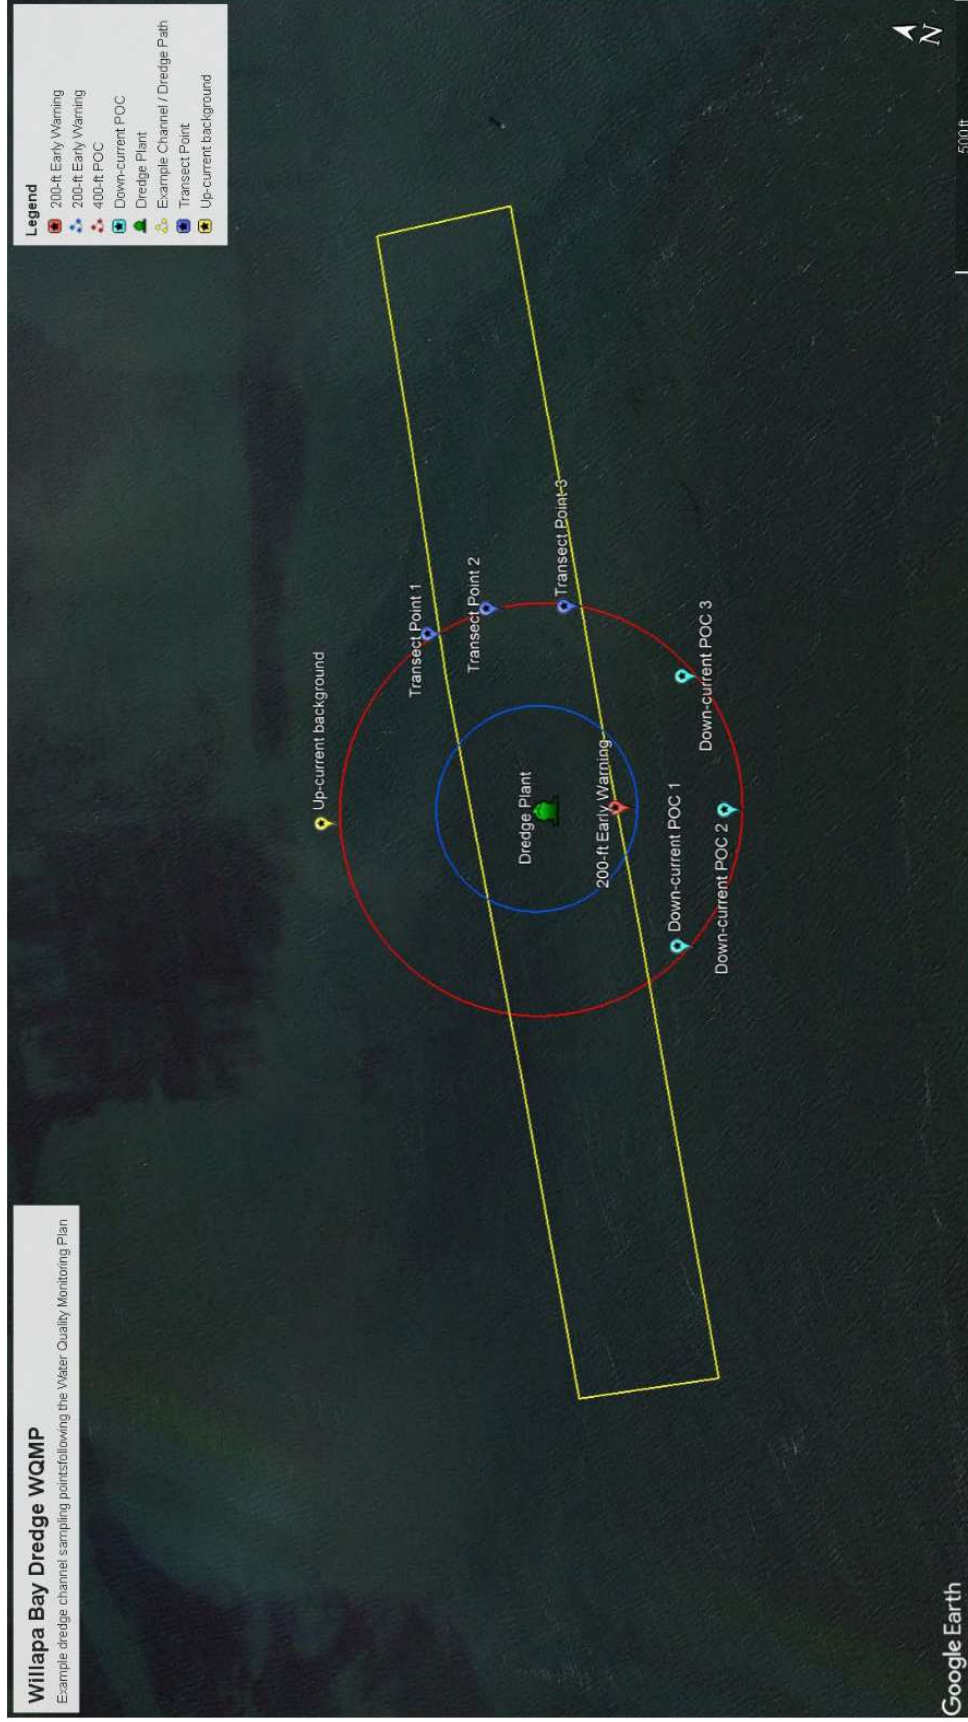 Willapa Bay Dredge WQMP
Example dredge channel sampling pointsfollowing the Water Quality Monitoring Plan
Legend
200-ft Early Warning
200-ft Early Warning
400-ft POC
Down-current POC
Dredge Plant
Example Channel / Dredge Path
Transect Point
Up-current background
Up-current background
Transect Point 1
Transect Point 2
Dredge Plant
Transect Point 3
200-ft Early Warning
Down-current POC 1
Down-current POC 3
Down-current POC 2
Google Earth
500 ft
N